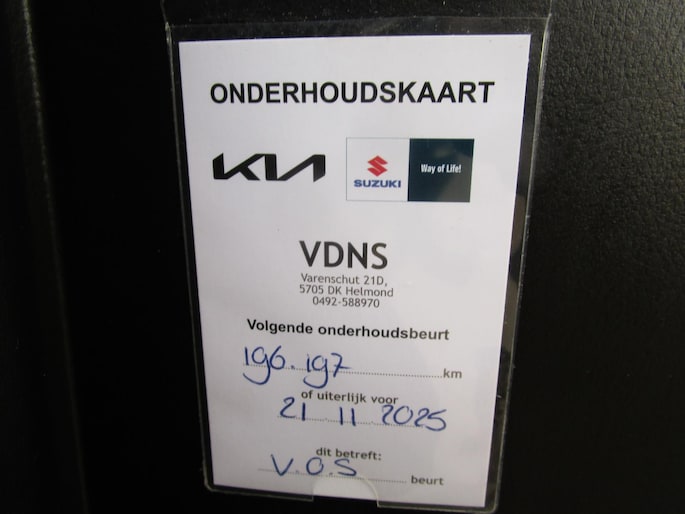 ONDERHOUDSKAART
KIA
SUZUKI
Way of Life!
VDNS
Varenschut 21D,
5705 DK Helmond
0492-588970
Volgende onderhoudsbeurt
196.197 km
of uiterlijk voor
21 11 2025
dit betreft:
V.O.S beurt